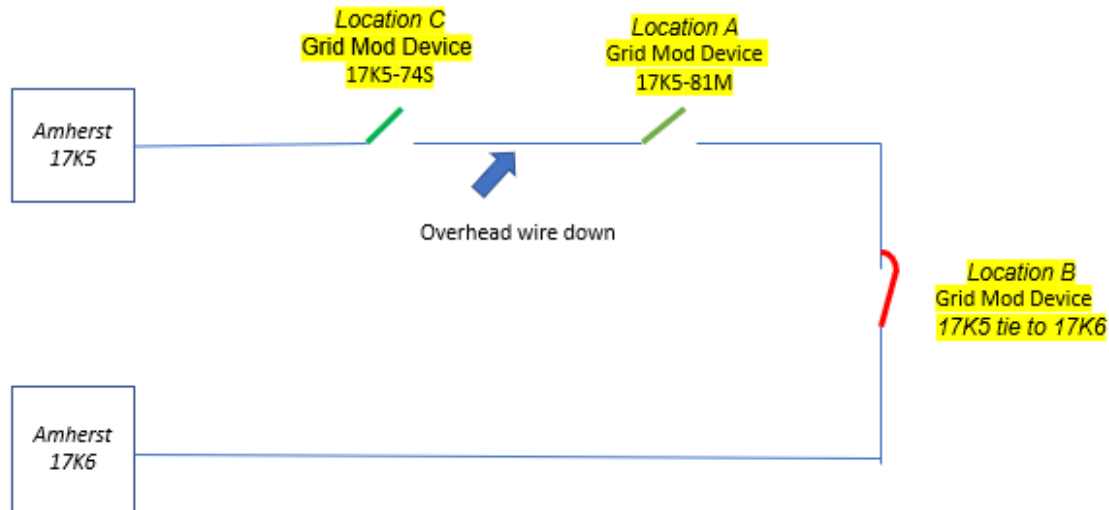 Location C
Grid Mod Device
17K5-74S
Location A
Grid Mod Device
17K5-81M
Amherst
17K5
Overhead wire down
Location B
Grid Mod Device
17K5 tie to 17K6
Amherst
17K6